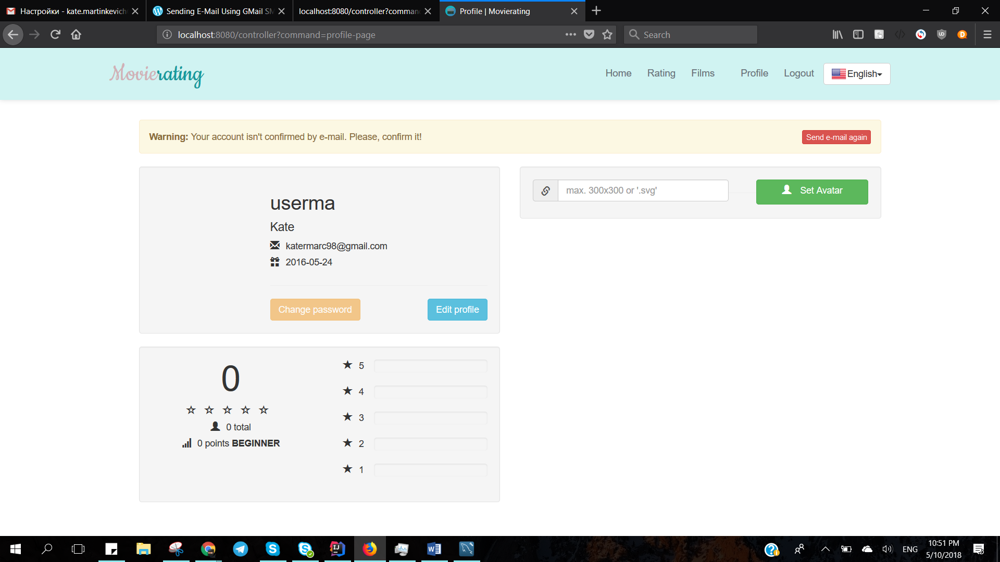 Настройки - kate.martinkevich
Sending E-Mail Using GMail SM
localhost:8080/controller?comman
Profile | Movierating
localhost:8080/controller?command=profile-page
Search
Movierating
Home
Rating
Films
Profile
Logout
English
Warning: Your account isn't confirmed by e-mail. Please, confirm it!
Send e-mail again
userma
Kate
katermarc98@gmail.com
2016-05-24
Change password
Edit profile
max. 300x300 or '.svg'
Set Avatar
0
0 total
0 points BEGINNER
5
4
3
2
1
ENG
10:51 PM
5/10/2018